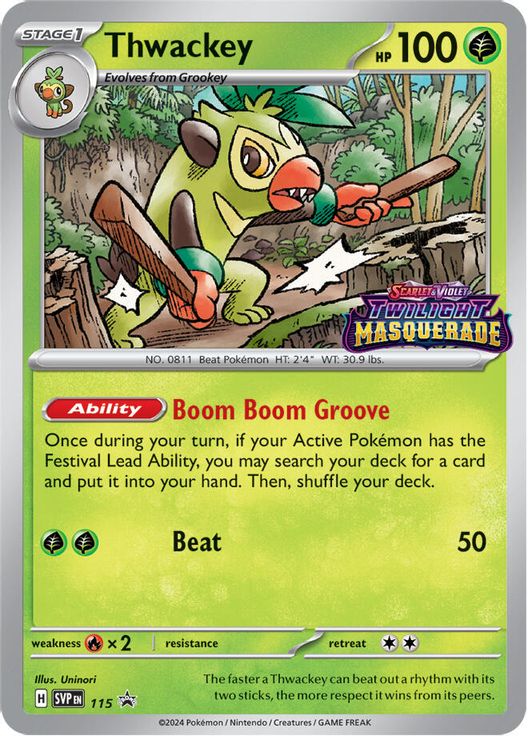 STAGE1
Thwackey
HP 100
Evolves from Grookey
SCARLET & VIOLET
TWILIGHT
MASQUERADE
NO. 0811 Beat Pokémon HT: 2'4" WT: 30.9 lbs.
Ability Boom Boom Groove
Once during your turn, if your Active Pokémon has the
Festival Lead Ability, you may search your deck for a card
and put it into your hand. Then, shuffle your deck.
Beat 50
weakness ×2 resistance retreat
Illus. Uninori
H SVP EN 115
The faster a Thwackey can beat out a rhythm with its
two sticks, the more respect it wins from its peers.
©2024 Pokémon / Nintendo / Creatures / GAME FREAK